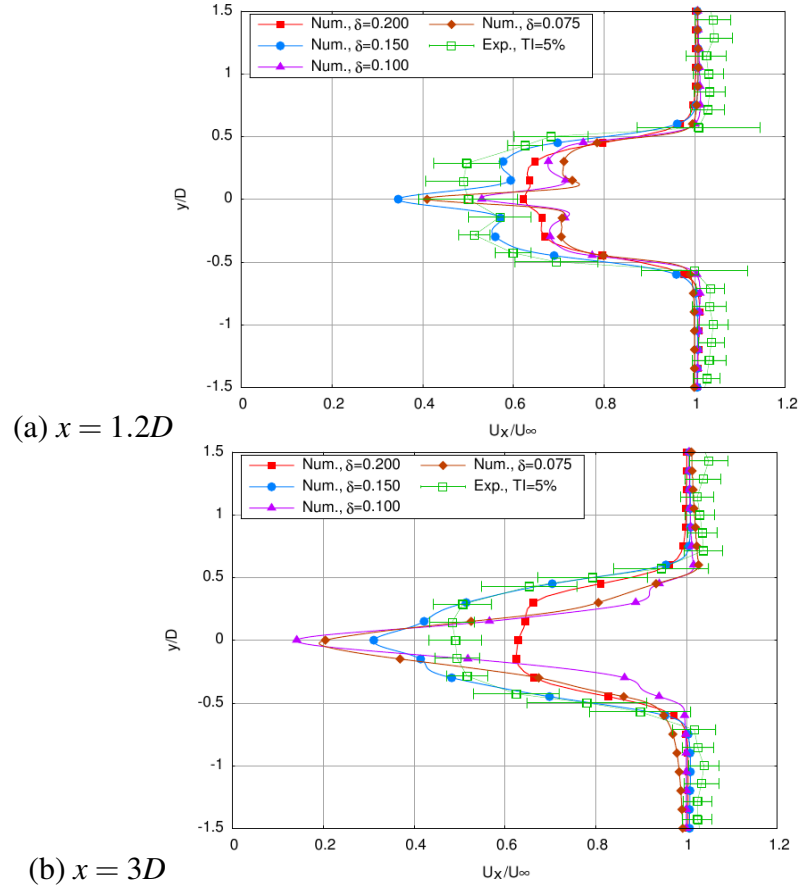 1.5
Num., δ=0.200
Num., δ=0.075
Num., δ=0.150
Exp., TI=5%
Num., δ=0.100
1
0.5
y/D
0
-0.5
-1
-1.5
0
0.2
0.4
0.6
0.8
1
1.2
Ux/U∞
(a) x = 1.2D
1.5
Num., δ=0.200
Num., δ=0.075
Num., δ=0.150
Exp., TI=5%
Num., δ=0.100
1
0.5
y/D
0
-0.5
-1
-1.5
0
0.2
0.4
0.6
0.8
1
1.2
Ux/U∞
(b) x = 3D